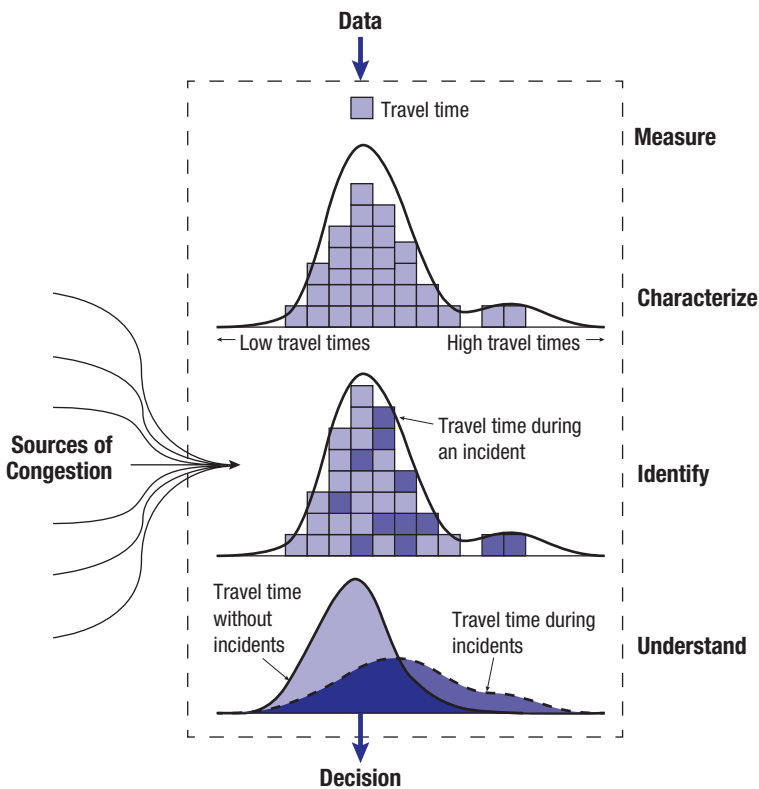 Data
Travel time
Measure
Characterize
Low travel times
High travel times
Travel time during
an incident
Sources of
Congestion
Identify
Travel time
without
incidents
Travel time during
incidents
Understand
Decision